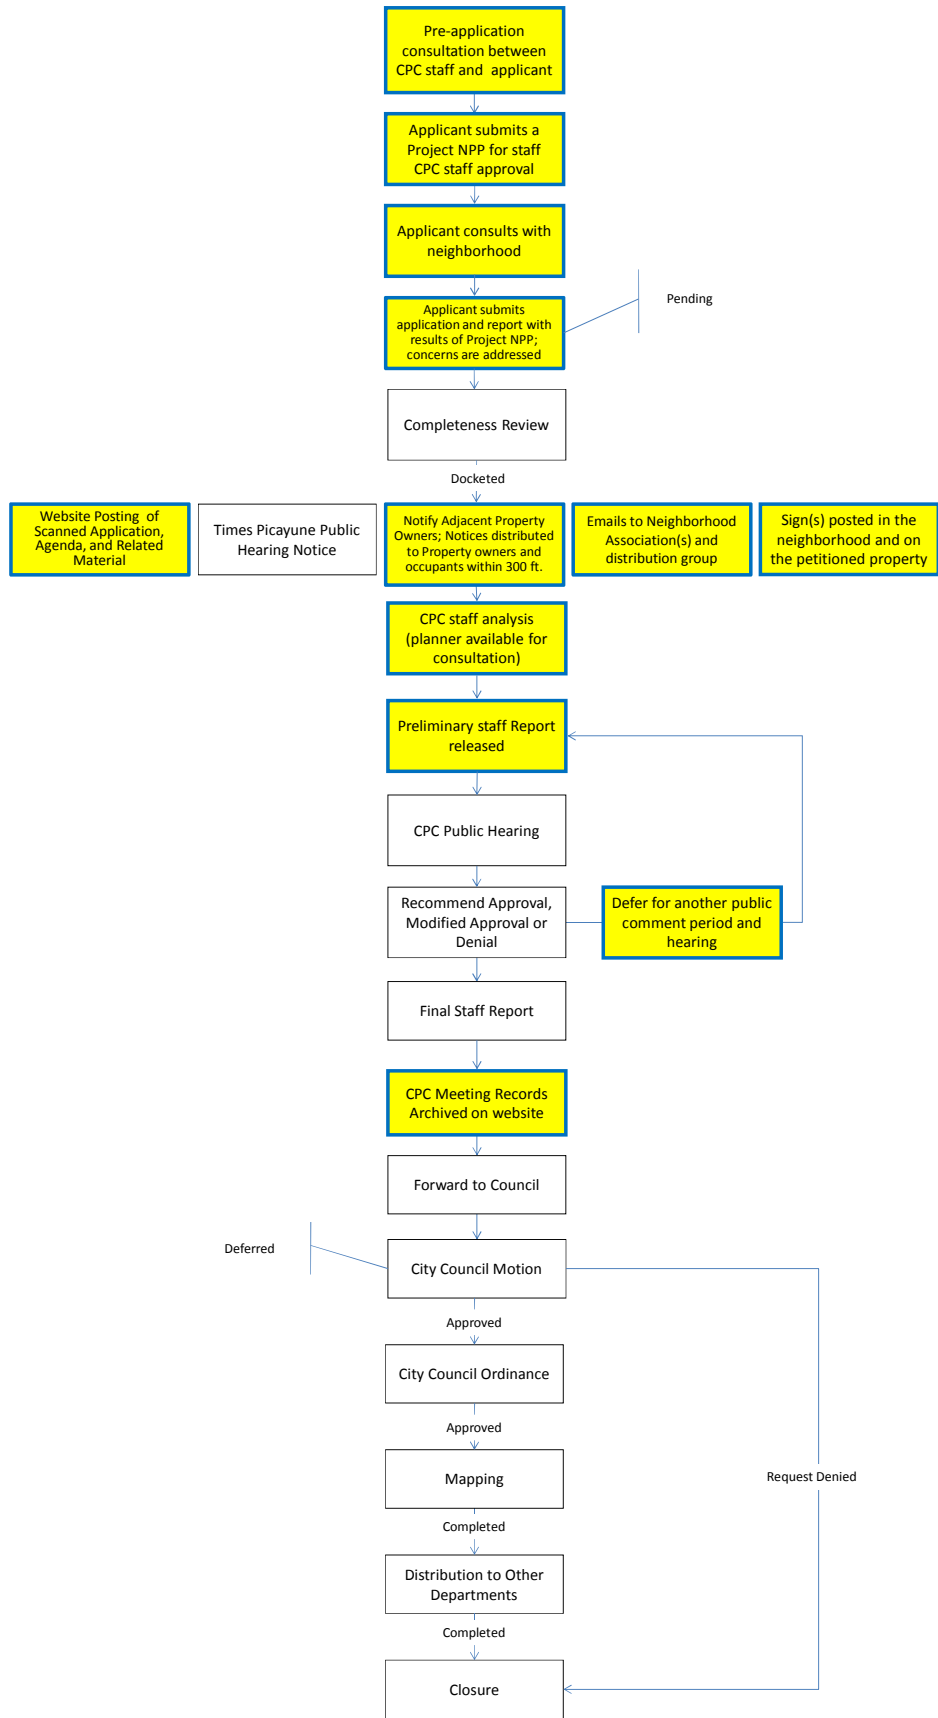 Pre-application
consultation between
CPC staff and applicant
Applicant submits a
Project NPP for staff
CPC staff approval
Applicant consults with
neighborhood
Applicant submits
application and report with
results of Project NPP;
concerns are addressed
Pending
Completeness Review
Docketed
Website Posting of
Scanned Application,
Agenda, and Related
Material
Times Picayune Public
Hearing Notice
Notify Adjacent Property
Owners; Notices distributed
to Property owners and
occupants within 300 ft.
Emails to Neighborhood
Association(s) and
distribution group
Sign(s) posted in the
neighborhood and on
the petitioned property
CPC staff analysis
(planner available for
consultation)
Preliminary staff Report
released
CPC Public Hearing
Recommend Approval,
Modified Approval or
Denial
Defer for another public
comment period and
hearing
Final Staff Report
CPC Meeting Records
Archived on website
Forward to Council
Deferred
City Council Motion
Approved
City Council Ordinance
Approved
Mapping
Request Denied
Completed
Distribution to Other
Departments
Completed
Closure